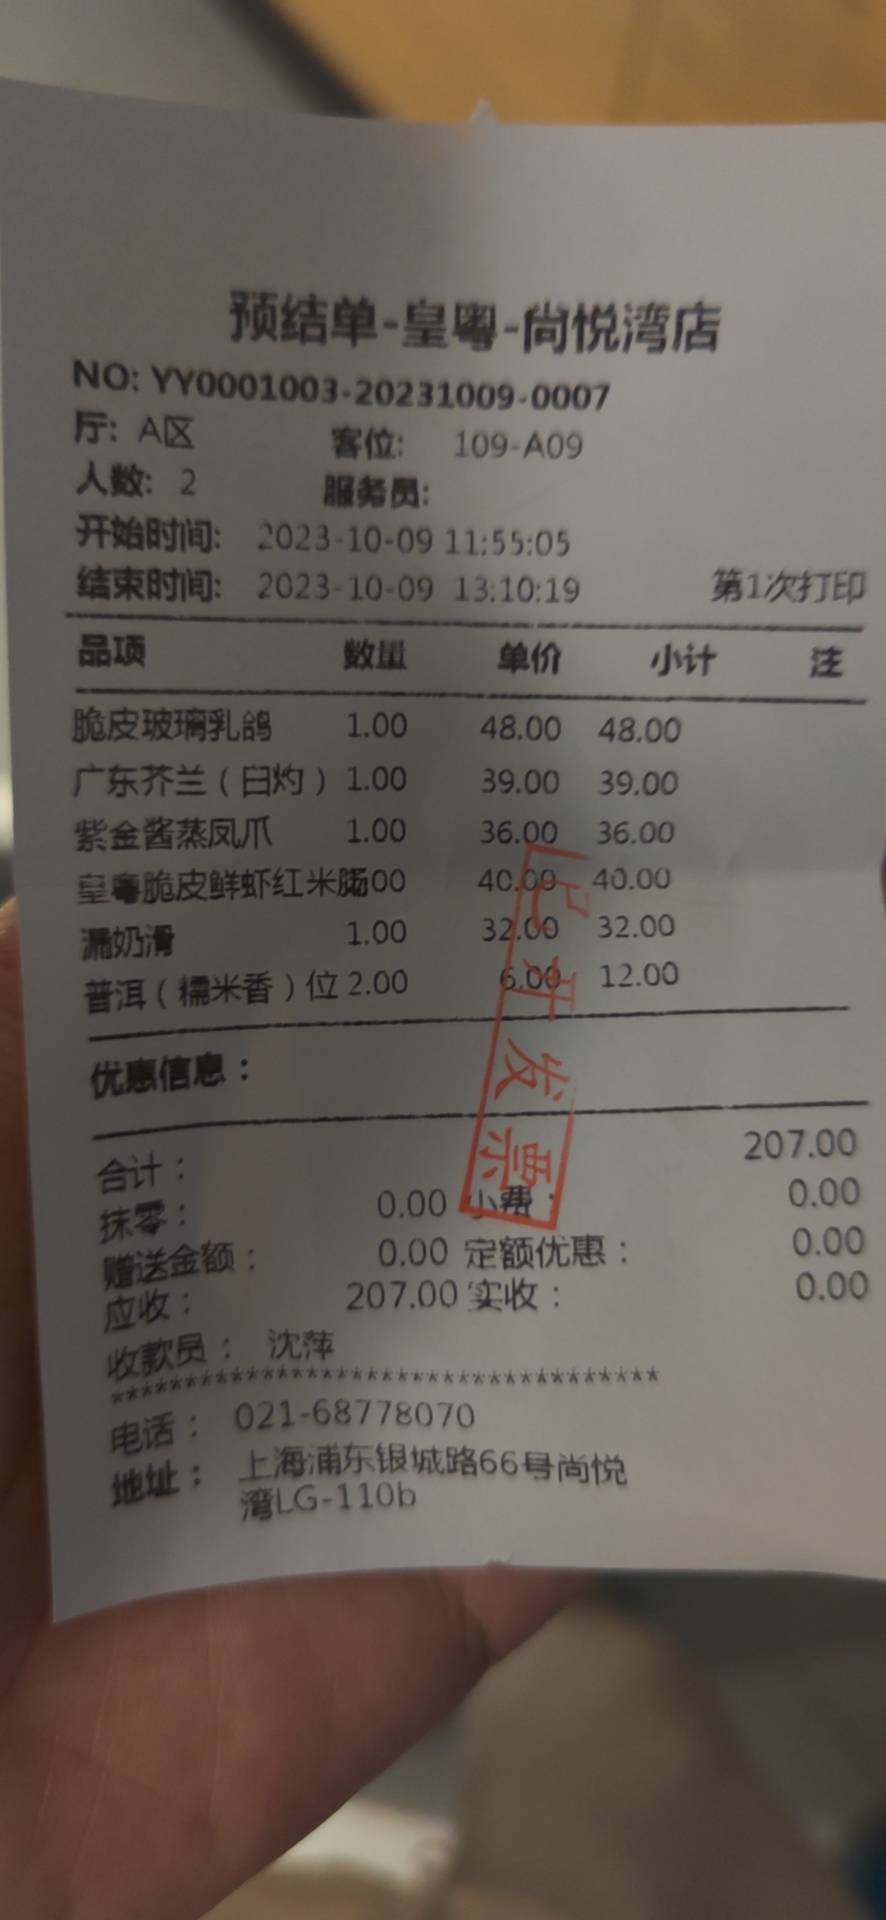 预结单-皇粤-尚悦湾店
NO: YY0001003-20231009-0007
厅: A区 客位: 109-A09
人数: 2 服务员:
开始时间: 2023-10-09 11:55:05
结束时间: 2023-10-09 13:10:19 第1次打印
品项 数量 单价 小计 注
脆皮玻璃乳鸽 1.00 48.00 48.00
广东芥兰(白灼) 1.00 39.00 39.00
紫金酱蒸凤爪 1.00 36.00 36.00
皇粤脆皮鲜虾红米肠00 40.00 40.00
漏奶滑 1.00 32.00 32.00
普洱(糯米香)位 2.00 6.00 12.00
已开发票
优惠信息:
合计: 207.00
抹零: 0.00 小费: 0.00
赠送金额: 0.00 定额优惠: 0.00
应收: 207.00 实收: 0.00
收款员: 沈萍
************************************
电话: 021-68778070
地址: 上海浦东银城路66号尚悦
湾LG-110b